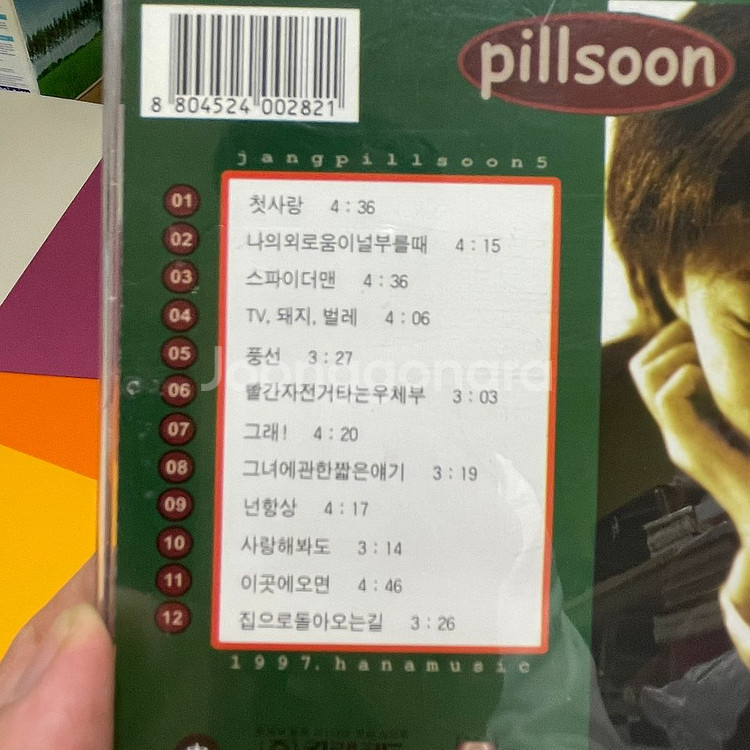 8 804524 002821
pillsoon
jangpillsoon5
01 첫사랑 4 : 36
02 나의외로움이널부를때 4 : 15
03 스파이더맨 4 : 36
04 TV, 돼지, 벌레 4 : 06
05 풍선 3 : 27
06 빨간자전거타는우체부 3 : 03
07 그래! 4 : 20
08 그녀에관한짧은얘기 3 : 19
09 넌항상 4 : 17
10 사랑해봐도 3 : 14
11 이곳에오면 4 : 46
12 집으로돌아오는길 3 : 26
1997. hanamusic
Joonggonara